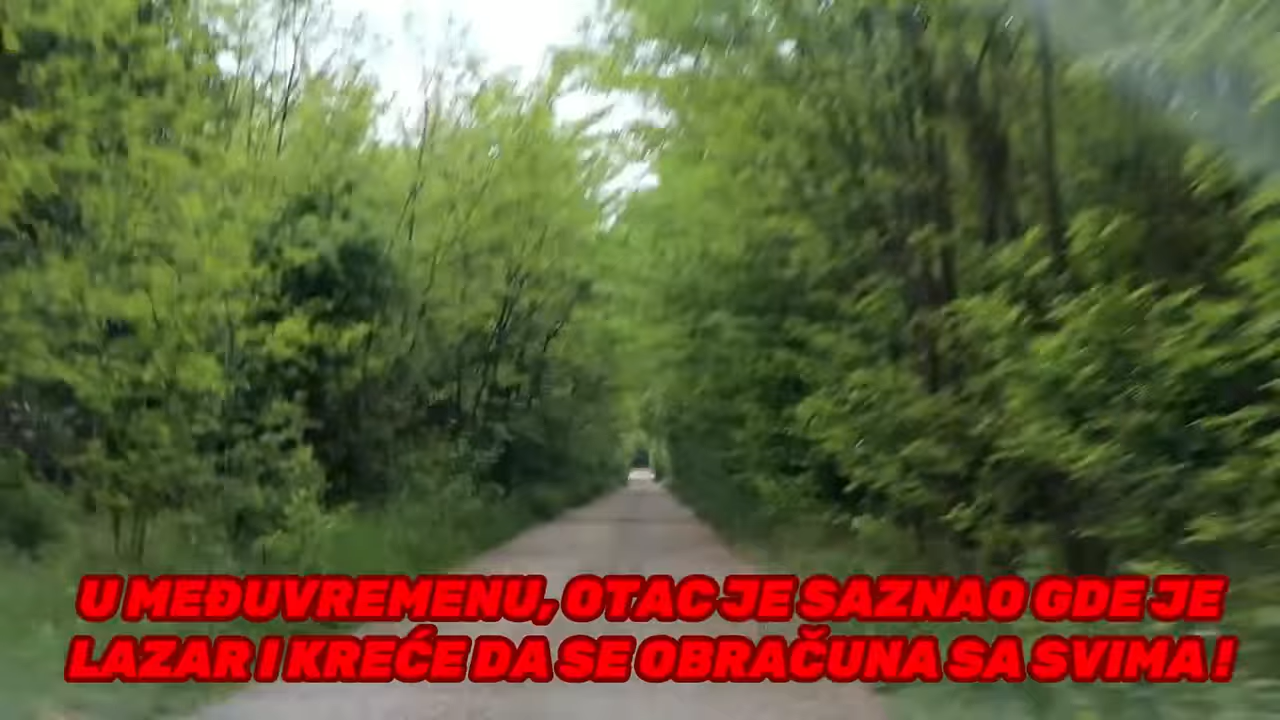 U MEĐUVREMENU, OTAC JE SAZNAO GDE JE
LAZAR I KREĆE DA SE OBRAČUNA SA SVIMA !